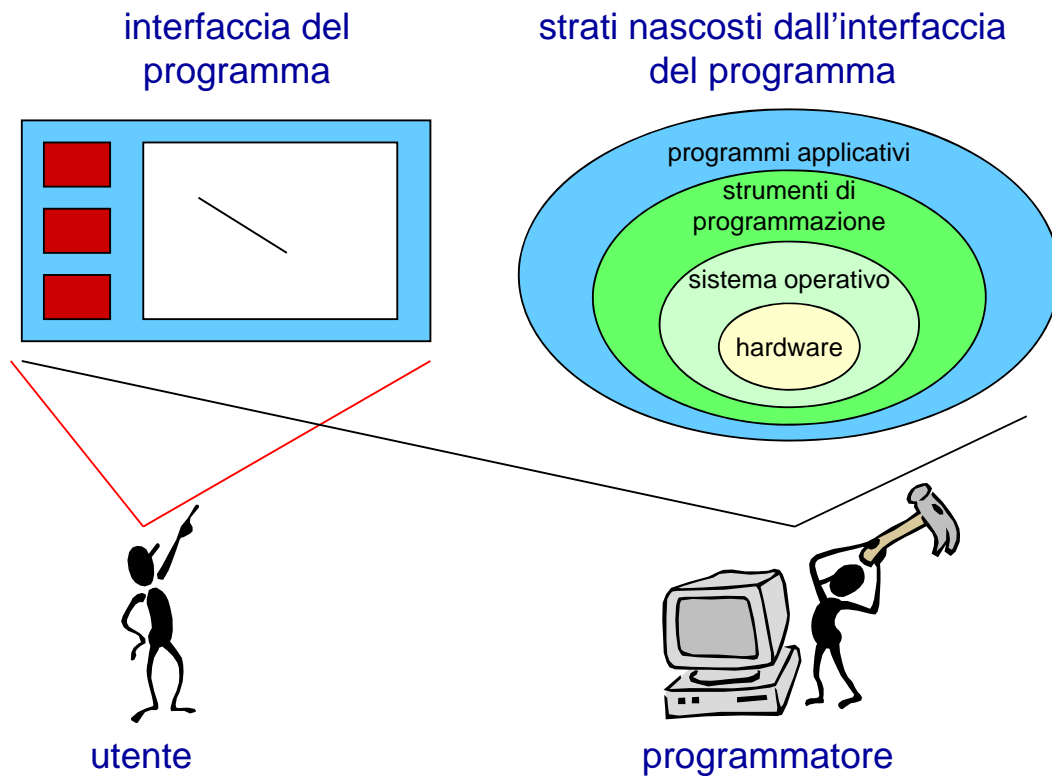 interfaccia del
programma
strati nascosti dall'interfaccia
del programma
programmi applicativi
strumenti di
programmazione
sistema operativo
hardware
utente
programmatore